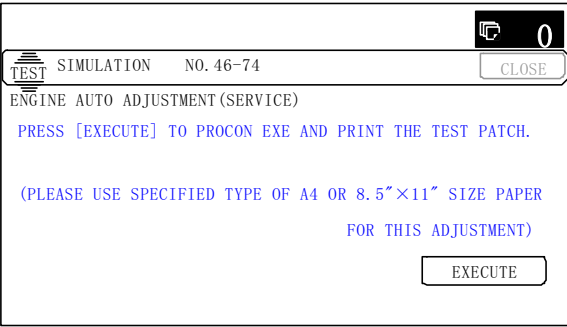 0
TEST SIMULATION NO.46-74 CLOSE
ENGINE AUTO ADJUSTMENT(SERVICE)
PRESS [EXECUTE] TO PROCON EXE AND PRINT THE TEST PATCH.
(PLEASE USE SPECIFIED TYPE OF A4 OR 8.5″×11″ SIZE PAPER
FOR THIS ADJUSTMENT)
EXECUTE